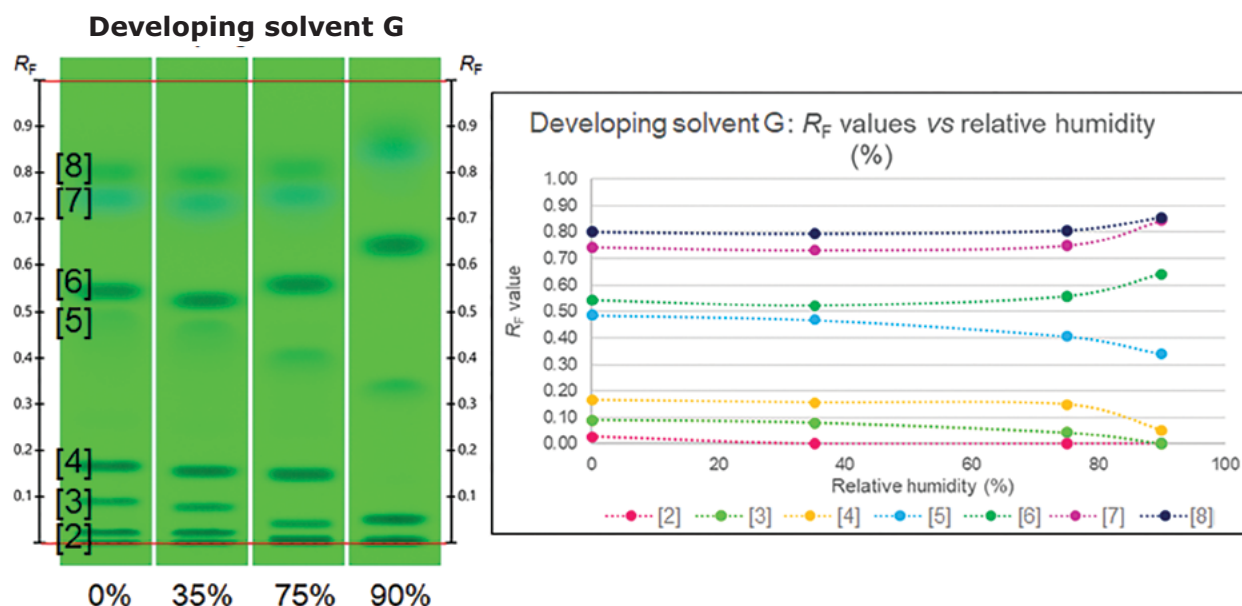 Developing solvent G
RF RF
0.9 0.9
[8] 0.8 0.8
[7] 0.7 0.7
[6] 0.6 0.6
[5] 0.5 0.5
0.4 0.4
0.3 0.3
[4] 0.2 0.2
[3] 0.1 0.1
[2]
0% 35% 75% 90%
Developing solvent G: RF values vs relative humidity
(%)
1.00
0.90
0.80
0.70
0.60
0.50
0.40
0.30
0.20
0.10
0.00
RF value
0 20 40 60 80 100
Relative humidity (%)
[2] [3] [4] [5] [6] [7] [8]